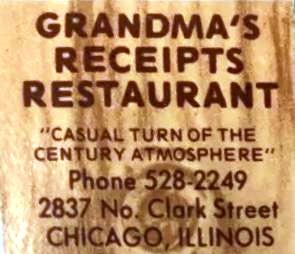 GRANDMA'S
RECEIPTS
RESTAURANT
"CASUAL TURN OF THE
CENTURY ATMOSPHERE"
Phone 528-2249
2837 No. Clark Street
CHICAGO, ILLINOIS